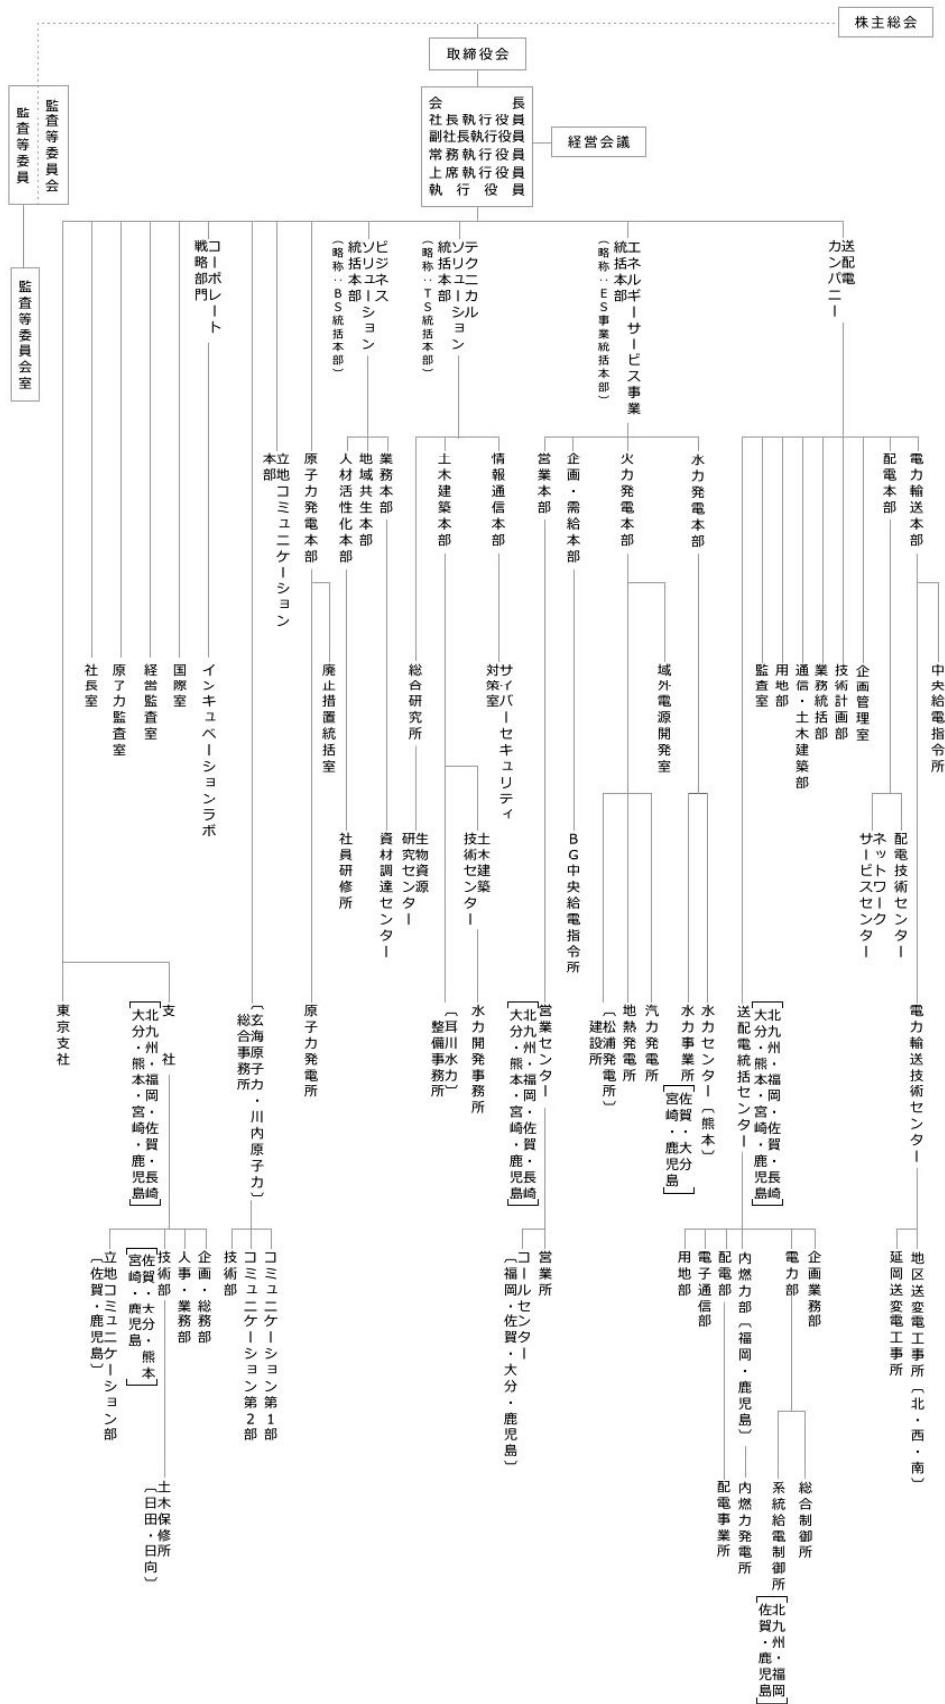 株主総会
取締役会
会長
社長執行役員
副社長執行役員
常務執行役員
上席執行役員
執行役員
経営会議
監査等委員会
監査等委員
監査等委員会室
送配電
カンパニー
エネルギーサービス事業
統括本部
（略称：ES事業統括本部）
テクニカル
ソリューション
統括本部
（略称：TS統括本部）
ビジネス
ソリューション
統括本部
（略称：BS統括本部）
コーポレート
戦略部門
電力輸送本部
配電本部
水力発電本部
火力発電本部
企画・需給本部
営業本部
情報通信本部
土木建築本部
業務本部
地域共生本部
人材活性化本部
原子力発電本部
立地コミュニケーション
本部
中央給電指令所
企画管理室
技術計画部
業務統括部
通信・土木建築部
用地部
監査室
域外電源開発室
サイバーセキュリティ
対策室
総合研究所
廃止措置統括室
インキュベーションラボ
国際室
経営監査室
原子力監査室
社長室
配電技術センター
ネットワーク
サービスセンター
BG中央給電指令所
土木建築
技術センター
生物資源
研究センター
資材調達センター
社員研修所
電力輸送技術センター
送配電統括センター
北九州・福岡・佐賀・長崎
大分・熊本・宮崎・鹿児島
水力センター〔熊本〕
水力事業所
佐賀・大分
宮崎・鹿児島
汽力発電所
地熱発電所
〔松浦発電所〕
建設所
営業センター
北九州・福岡・佐賀・長崎
大分・熊本・宮崎・鹿児島
水力開発事務所
〔耳川水力〕
整備事務所
原子力発電所
〔玄海原子力・川内原子力〕
総合事務所
支社
北九州・福岡・佐賀・長崎
大分・熊本・宮崎・鹿児島
東京支社
地区送変電工事所〔北・西・南〕
延岡送変電工事所
企画業務部
電力部
内燃力部〔福岡・鹿児島〕
配電部
電子通信部
用地部
営業所
コールセンター
〔福岡・佐賀・大分・鹿児島〕
コミュニケーション第1部
コミュニケーション第2部
技術部
企画・総務部
人事・業務部
技術部
佐賀・大分・熊本
宮崎・鹿児島
立地コミュニケーション部
〔佐賀・鹿児島〕
総合制御所
系統給電制御所
北九州・福岡
佐賀・鹿児島
内燃力発電所
配電事業所
土木保修所
〔日田・日向〕